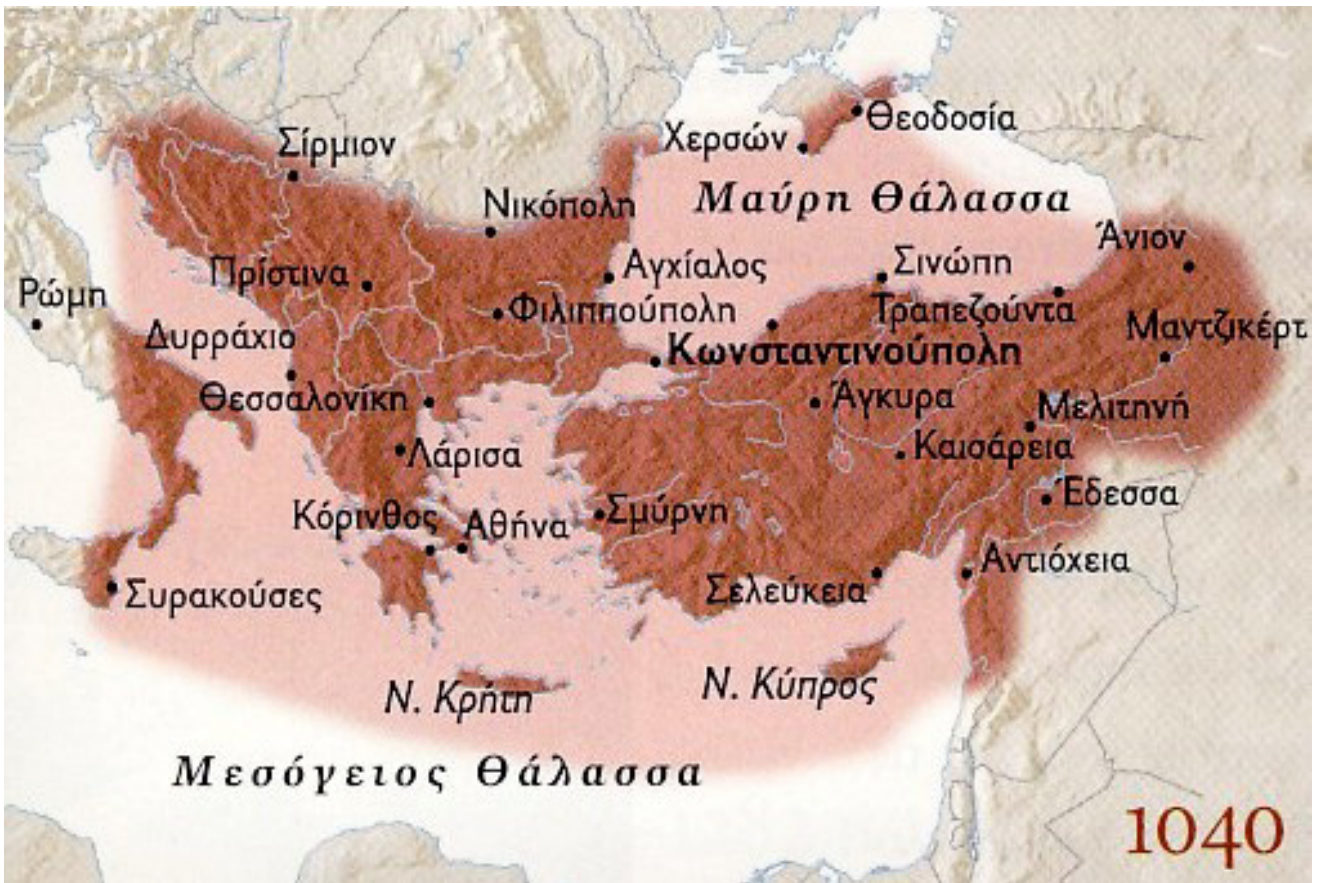 Θεοδοσία
Χερσών
Σίρμιον
Μαύρη Θάλασσα
Νικόπολη
Άνιον
Αγχίαλος
Σινώπη
Πρίστινα
Ρώμη
Φιλιππούπολη
Τραπεζούντα
Μαντζικέρτ
Δυρράχιο
Κωνσταντινούπολη
Θεσσαλονίκη
Άγκυρα
Μελιτηνή
Λάρισα
Καισάρεια
Έδεσσα
Κόρινθος
Αθήνα
Σμύρνη
Αντιόχεια
Συρακούσες
Σελεύκεια
Ν. Κρήτη
Ν. Κύπρος
Μεσόγειος Θάλασσα
1040